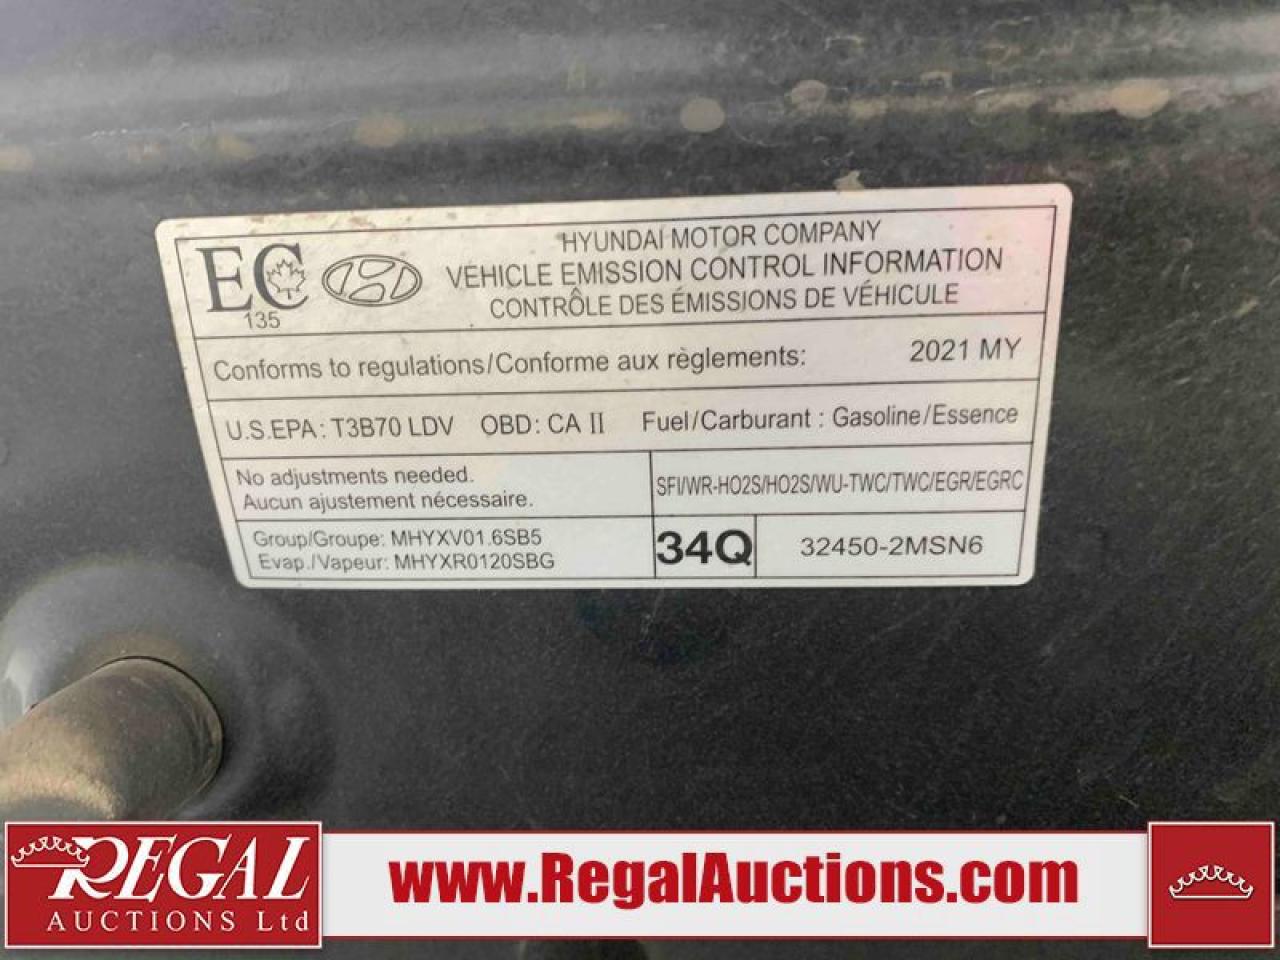 EC
135
HYUNDAI MOTOR COMPANY
VEHICLE EMISSION CONTROL INFORMATION
CONTRÔLE DES ÉMISSIONS DE VÉHICULE
Conforms to regulations/Conforme aux règlements: 2021 MY
U.S.EPA: T3B70 LDV OBD: CA II Fuel/Carburant : Gasoline/Essence
No adjustments needed.
Aucun ajustement nécessaire.
SFI/WR-HO2S/HO2S/WU-TWC/TWC/EGR/EGRC
Group/Groupe: MHYXV01.6SB5
Evap./Vapeur: MHYXR0120SBG
34Q
32450-2MSN6
REGAL
AUCTIONS Ltd
www.RegalAuctions.com